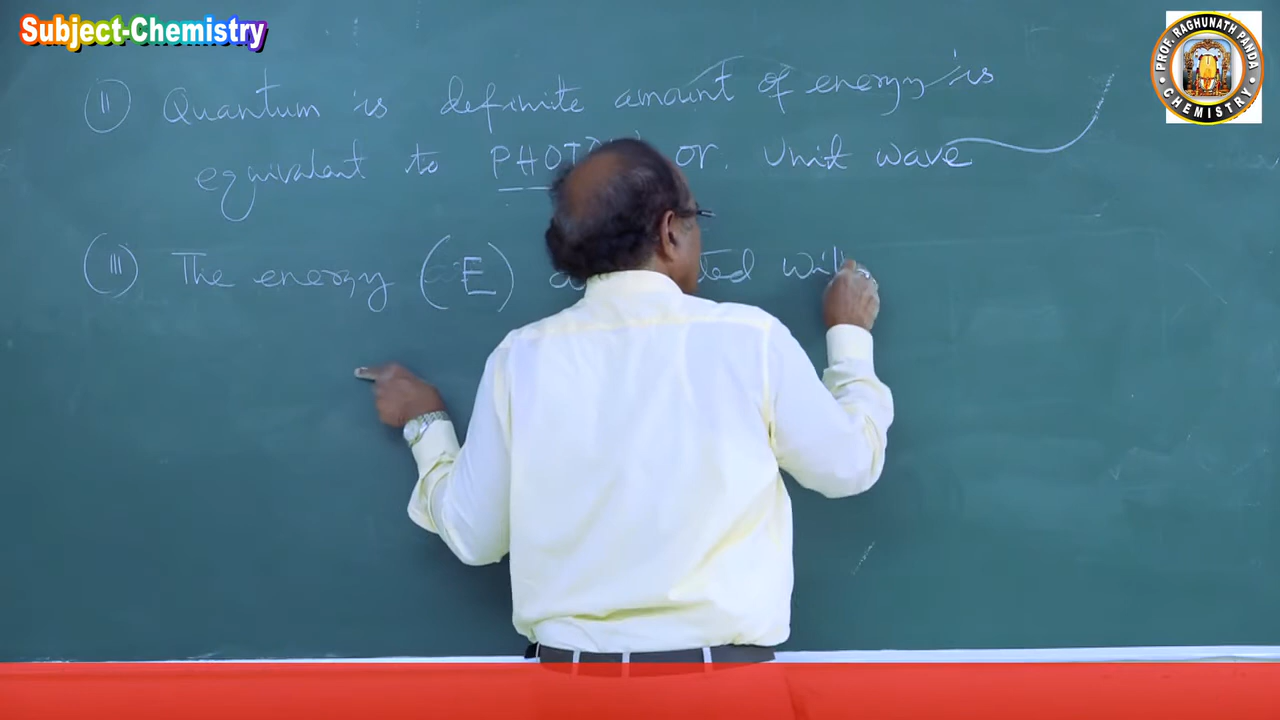 Subject-Chemistry
PROF. RAGHUNATH PANDA
CHEMISTRY
(II) Quantum is definite amount of energy is
equivalent to or. Unit wave
(III) The energy (E)